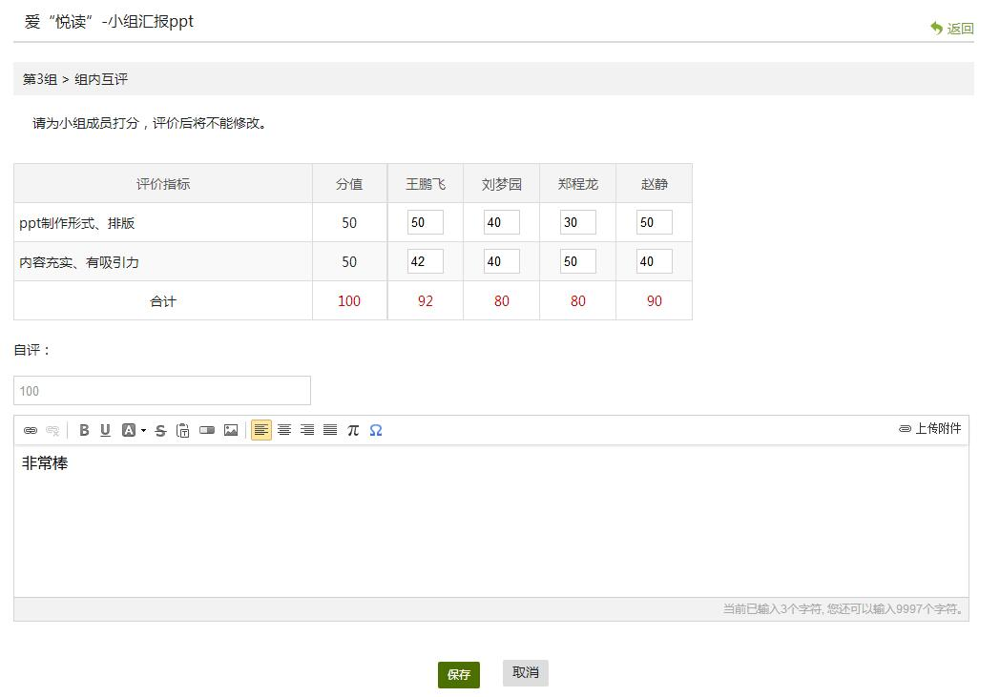 爱“悦读”-小组汇报ppt
返回
第3组 > 组内互评
请为小组成员打分，评价后将不能修改。
评价指标 分值 王鹏飞 刘梦园 郑程龙 赵静
ppt制作形式、排版 50 50 40 30 50
内容充实、有吸引力 50 42 40 50 40
合计 100 92 80 80 90
自评：
100
B U A S π Ω 上传附件
非常棒
当前已输入3个字符, 您还可以输入9997个字符。
保存 取消